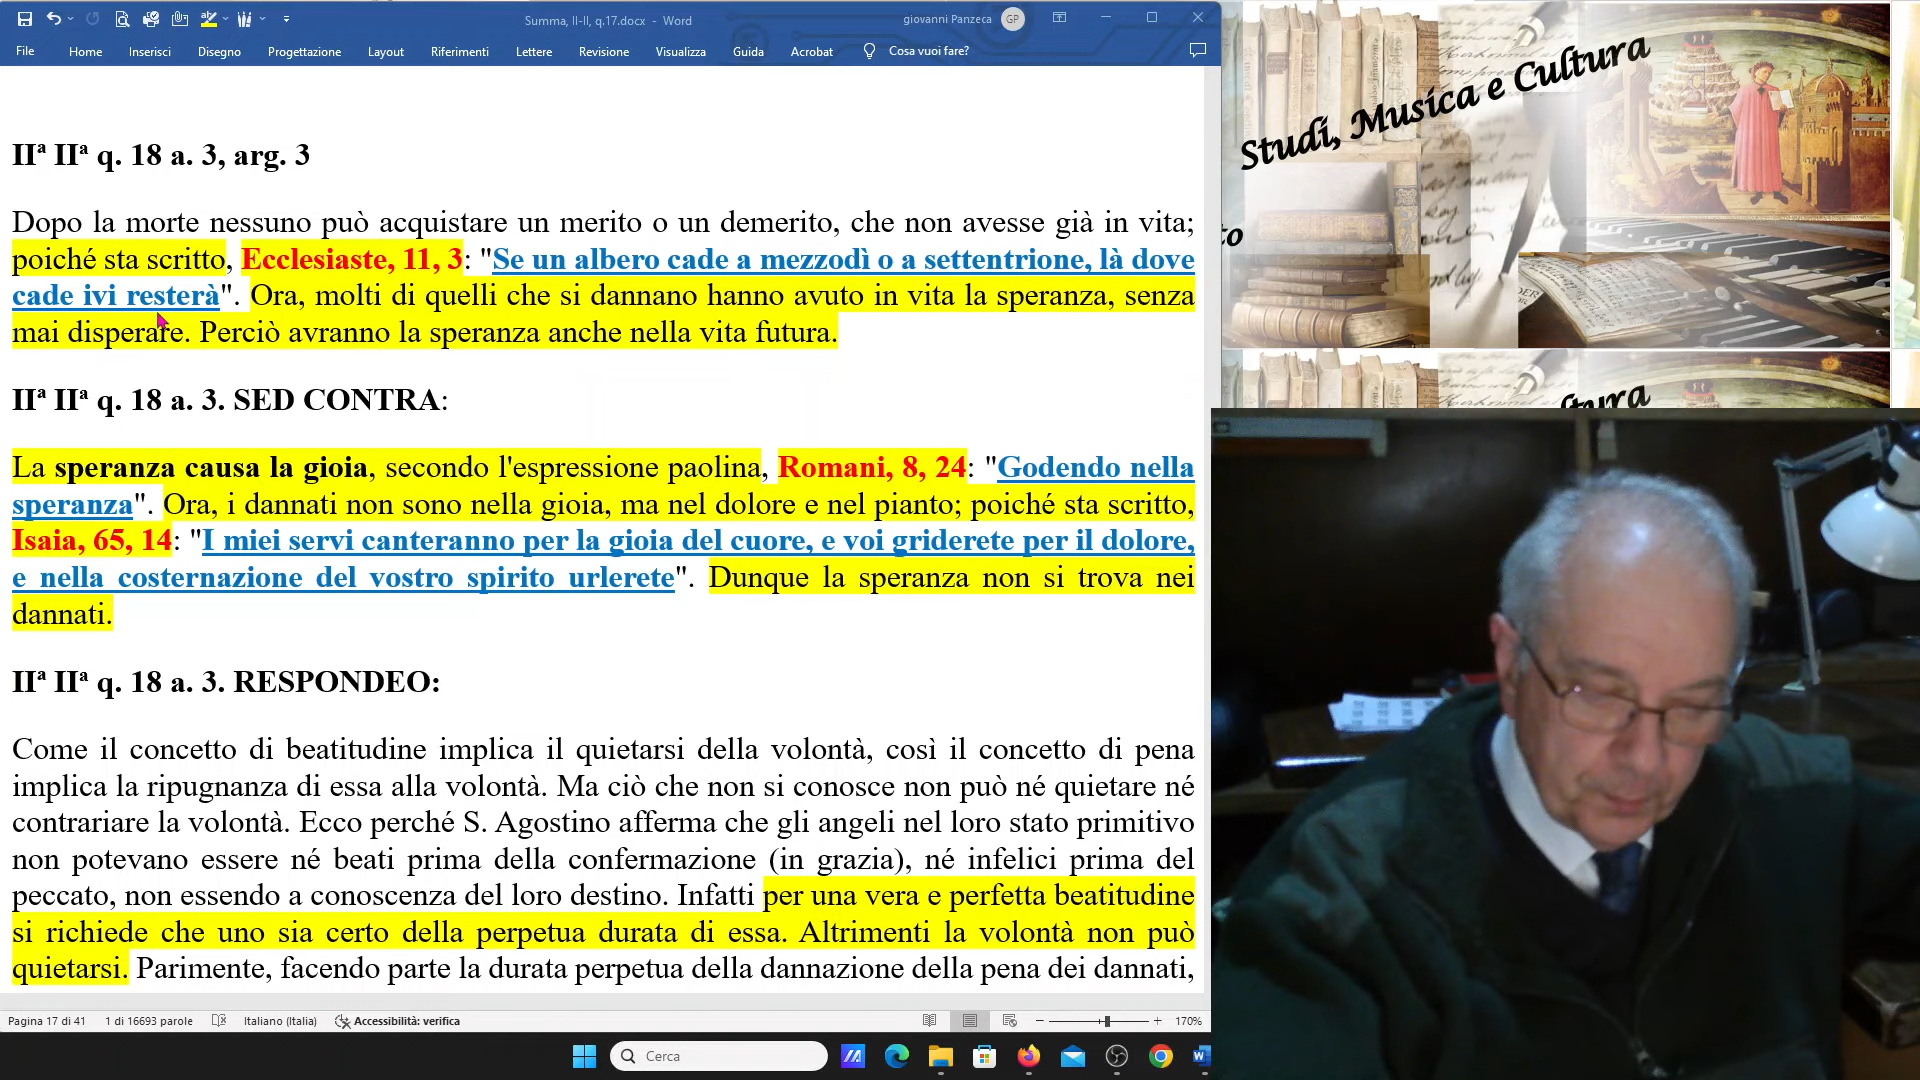 Summa, II-II, q.17.docx - Word
giovanni Panzeca GP
File Home Inserisci Disegno Progettazione Layout Riferimenti Lettere Revisione Visualizza Guida Acrobat Cosa vuoi fare?
IIª IIª q. 18 a. 3, arg. 3
Dopo la morte nessuno può acquistare un merito o un demerito, che non avesse già in vita;
poiché sta scritto, Ecclesiaste, 11, 3: "Se un albero cade a mezzodì o a settentrione, là dove
cade ivi resterà". Ora, molti di quelli che si dannano hanno avuto in vita la speranza, senza
mai disperare. Perciò avranno la speranza anche nella vita futura.
IIª IIª q. 18 a. 3. SED CONTRA:
La speranza causa la gioia, secondo l'espressione paolina, Romani, 8, 24: "Godendo nella
speranza". Ora, i dannati non sono nella gioia, ma nel dolore e nel pianto; poiché sta scritto,
Isaia, 65, 14: "I miei servi canteranno per la gioia del cuore, e voi griderete per il dolore,
e nella costernazione del vostro spirito urlerete". Dunque la speranza non si trova nei
dannati.
IIª IIª q. 18 a. 3. RESPONDEO:
Come il concetto di beatitudine implica il quietarsi della volontà, così il concetto di pena
implica la ripugnanza di essa alla volontà. Ma ciò che non si conosce non può né quietare né
contrariare la volontà. Ecco perché S. Agostino afferma che gli angeli nel loro stato primitivo
non potevano essere né beati prima della confermazione (in grazia), né infelici prima del
peccato, non essendo a conoscenza del loro destino. Infatti per una vera e perfetta beatitudine
si richiede che uno sia certo della perpetua durata di essa. Altrimenti la volontà non può
quietarsi. Parimente, facendo parte la durata perpetua della dannazione della pena dei dannati,
Pagina 17 di 41 1 di 16693 parole Italiano (Italia) Accessibilità: verifica 170%
Cerca
Studi, Musica e Cultura
to
ltura